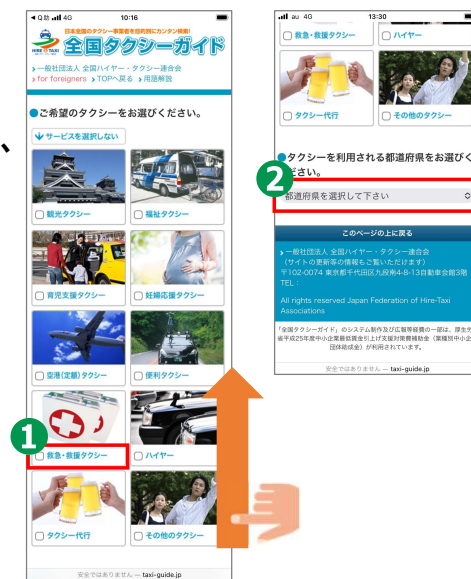 、
Q検 4G 10:16
日本全国のタクシー事業者を目的別にカンタン検索!
HIRE TAXI
全国タクシーガイド
一般社団法人 全国ハイヤー・タクシー連合会
for foreigners TOPへ戻る 用語解説
●ご希望のタクシーをお選びください。
サービスを選択しない
観光タクシー
福祉タクシー
育児支援タクシー
妊婦応援タクシー
空港(定額)タクシー
便利タクシー
1
救急・救援タクシー
ハイヤー
タクシー代行
その他のタクシー
安全ではありません — taxi-guide.jp
au 4G 13:30
救急・救援タクシー
ハイヤー
タクシー代行
その他のタクシー
●タクシーを利用される都道府県をお選びく
ださい。
2
都道府県を選択して下さい
このページの上に戻る
一般社団法人 全国ハイヤー・タクシー連合会
(サイトの更新等の情報もご覧いただけます)
〒102-0074 東京都千代田区九段南4-8-13自動車会館3階
TEL:
All rights reserved Japan Federation of Hire-Taxi
Associations
「全国タクシーガイド」のシステム制作及び広報等経費の一部は、厚生労
省平成25年度中小企業最低賃金引上げ支援対策費補助金(業種別中小企
団体助成金)が利用されています。
安全ではありません — taxi-guide.jp